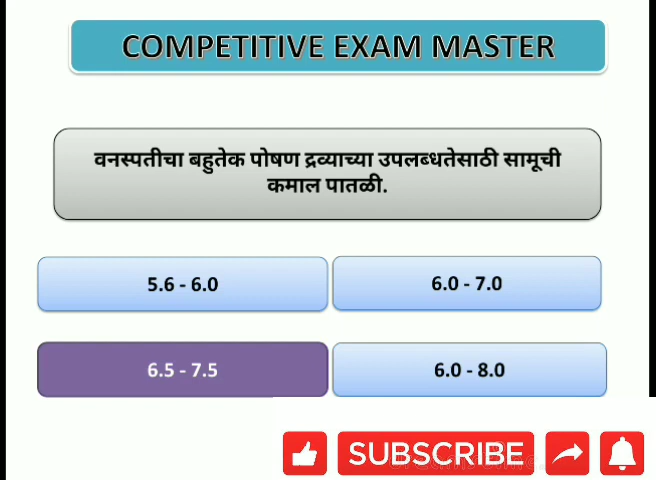 COMPETITIVE EXAM MASTER
वनस्पतीचा बहुतेक पोषण द्रव्याच्या उपलब्धतेसाठी सामूची
कमाल पातळी.
5.6 - 6.0
6.0 - 7.0
6.5 - 7.5
6.0 - 8.0
SUBSCRIBE